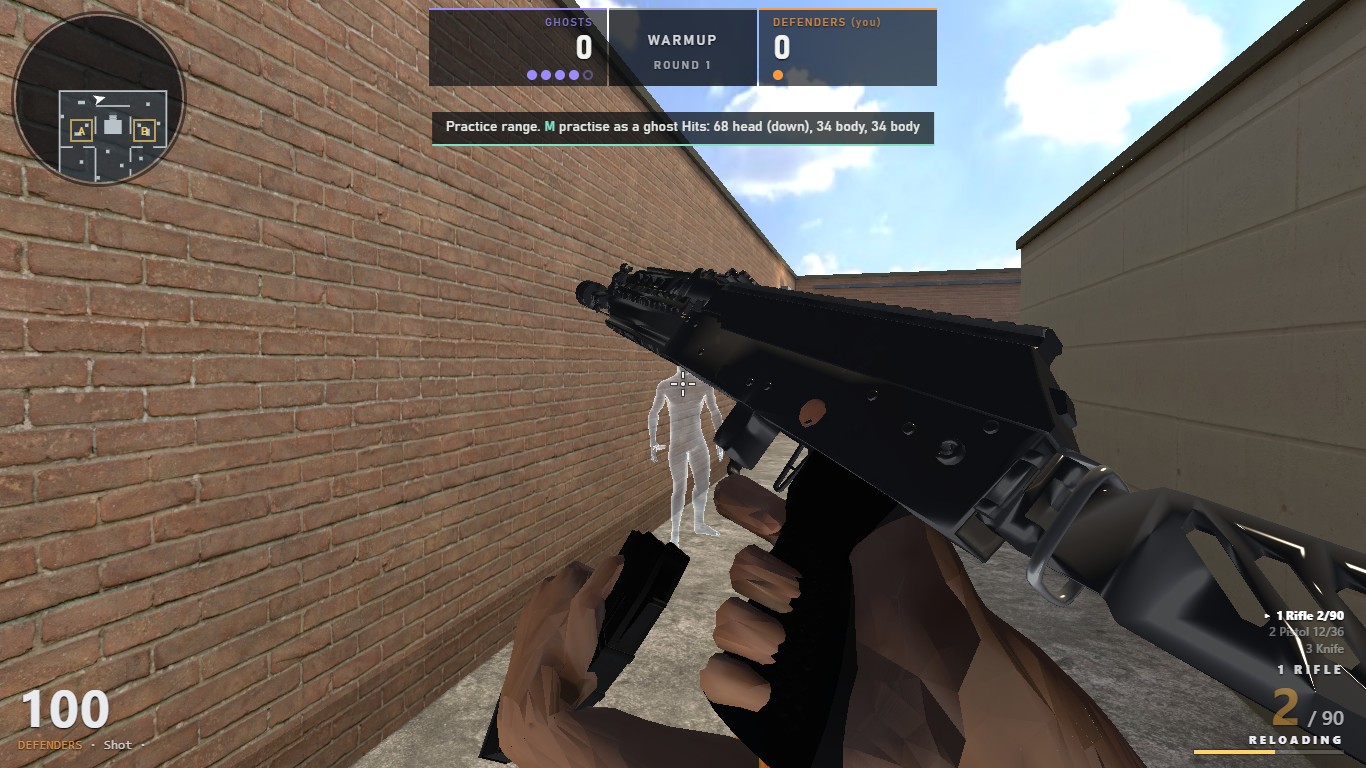 GHOSTS
0
WARMUP
ROUND 1
DEFENDERS (you)
0
Practice range. M practise as a ghost Hits: 68 head (down), 34 body, 34 body
A
B
1 Rifle 2/90
2 Pistol 12/36
3 Knife
1 RIFLE
2 / 90
RELOADING
100
DEFENDERS · Shot ·